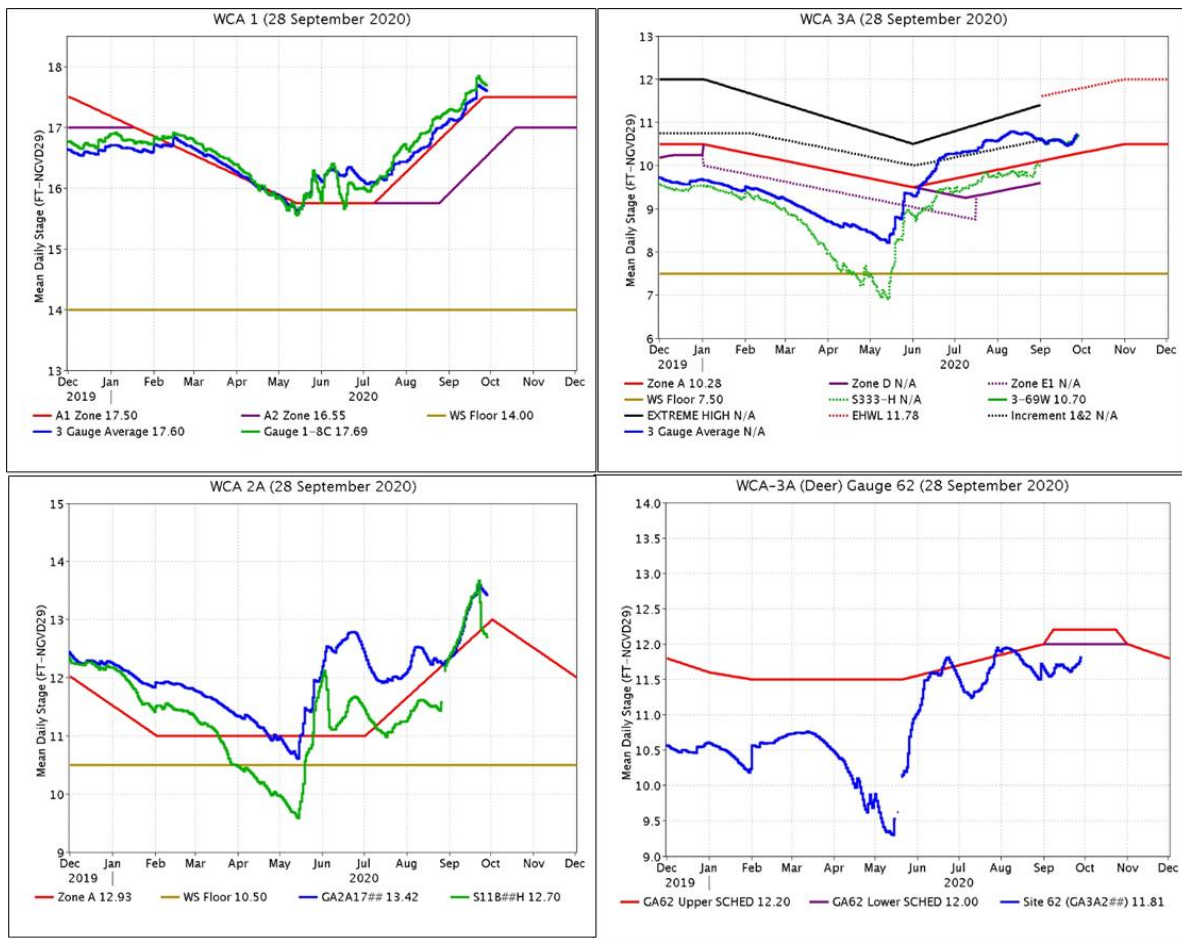 WCA 1 (28 September 2020)
Mean Daily Stage (FT-NGVD29)
18
17
16
15
14
13
Dec Jan Feb Mar Apr May Jun Jul Aug Sep Oct Nov Dec
2019 | 2020
A1 Zone 17.50 A2 Zone 16.55 WS Floor 14.00
3 Gauge Average 17.60 Gauge 1-8C 17.69
WCA 3A (28 September 2020)
Mean Daily Stage (FT-NGVD29)
13
12
11
10
9
8
7
6
Dec Jan Feb Mar Apr May Jun Jul Aug Sep Oct Nov Dec
2019 | 2020
Zone A 10.28 Zone D N/A Zone E1 N/A
WS Floor 7.50 S333-H N/A 3-69W 10.70
EXTREME HIGH N/A EHWL 11.78 Increment 1&2 N/A
3 Gauge Average N/A
WCA 2A (28 September 2020)
Mean Daily Stage (FT-NGVD29)
15
14
13
12
11
10
9
Dec Jan Feb Mar Apr May Jun Jul Aug Sep Oct Nov Dec
2019 | 2020
Zone A 12.93 WS Floor 10.50 GA2A17## 13.42 S11B##H 12.70
WCA-3A (Deer) Gauge 62 (28 September 2020)
Mean Daily Stage (FT-NGVD29)
14.0
13.5
13.0
12.5
12.0
11.5
11.0
10.5
10.0
9.5
9.0
Dec Jan Feb Mar Apr May Jun Jul Aug Sep Oct Nov Dec
2019 | 2020
GA62 Upper SCHED 12.20 GA62 Lower SCHED 12.00 Site 62 (GA3A2##) 11.81